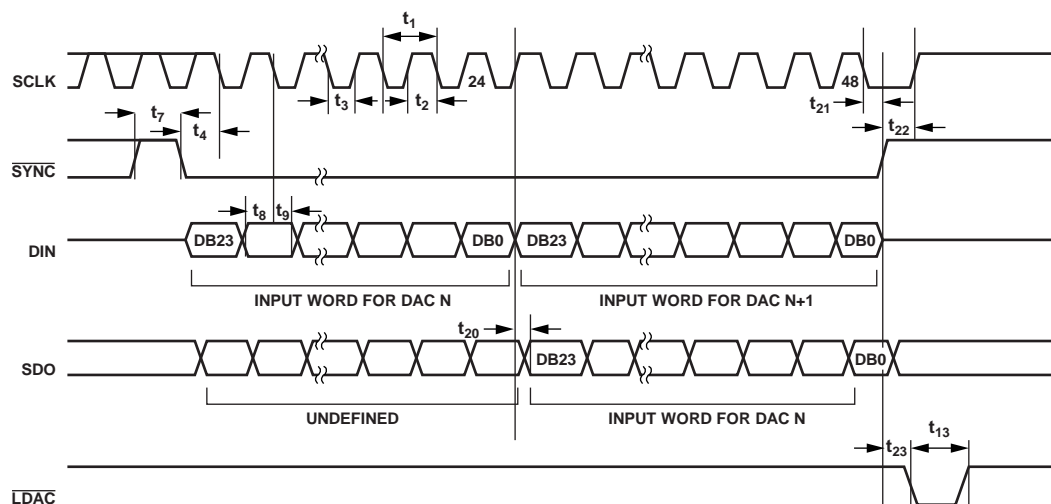 t1
SCLK
24
48
t3
t2
t21
t7
t4
t22
SYNC
t8
t9
DIN
DB23
DB0
DB23
DB0
INPUT WORD FOR DAC N
INPUT WORD FOR DAC N+1
t20
SDO
DB23
DB0
UNDEFINED
INPUT WORD FOR DAC N
t23
t13
LDAC